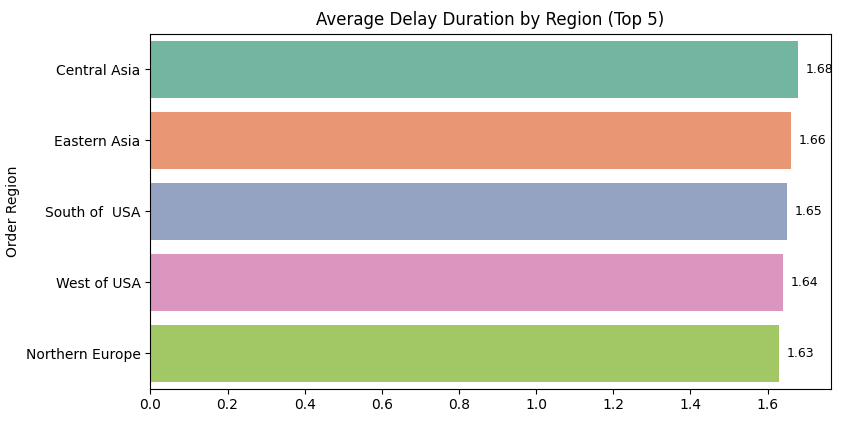 Average Delay Duration by Region (Top 5)
Order Region
Central Asia 1.68
Eastern Asia 1.66
South of  USA 1.65
West of USA 1.64
Northern Europe 1.63
0.0 0.2 0.4 0.6 0.8 1.0 1.2 1.4 1.6